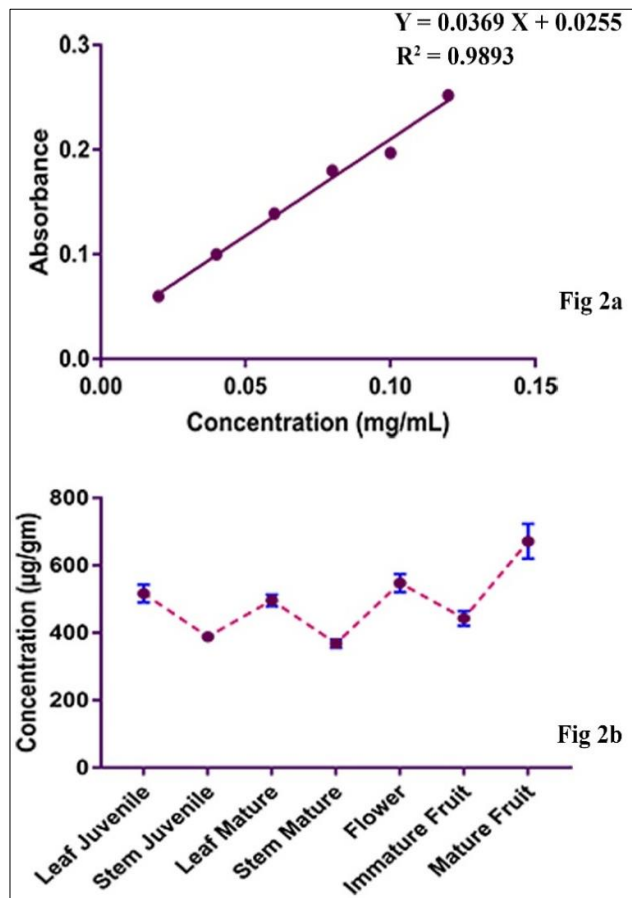 Y = 0.0369 X + 0.0255
R² = 0.9893
0.3
0.2
0.1
0.0
Absorbance
0.00 0.05 0.10 0.15
Concentration (mg/mL)
Fig 2a
800
600
400
200
0
Concentration (µg/gm)
Fig 2b
Leaf Juvenile
Stem Juvenile
Leaf Mature
Stem Mature
Flower
Immature Fruit
Mature Fruit